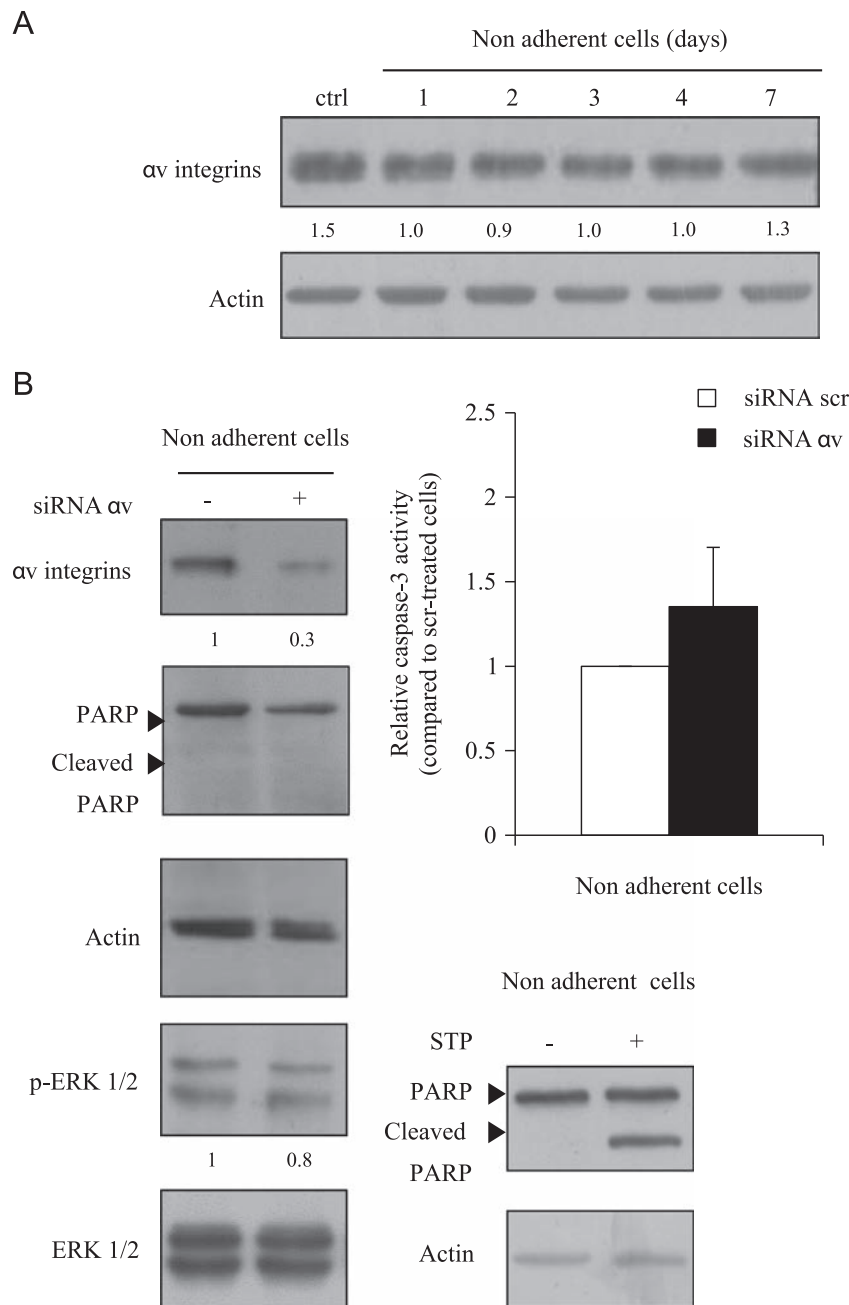 A
Non adherent cells (days)
ctrl 1 2 3 4 7
αv integrins
1.5 1.0 0.9 1.0 1.0 1.3
Actin
B
Non adherent cells
siRNA αv - +
αv integrins
1 0.3
PARP
Cleaved
PARP
Actin
p-ERK 1/2
1 0.8
ERK 1/2
siRNA scr
siRNA αv
Relative caspase-3 activity
(compared to scr-treated cells)
2.5
2
1.5
1
0.5
0
Non adherent cells
Non adherent cells
STP - +
PARP
Cleaved
PARP
Actin